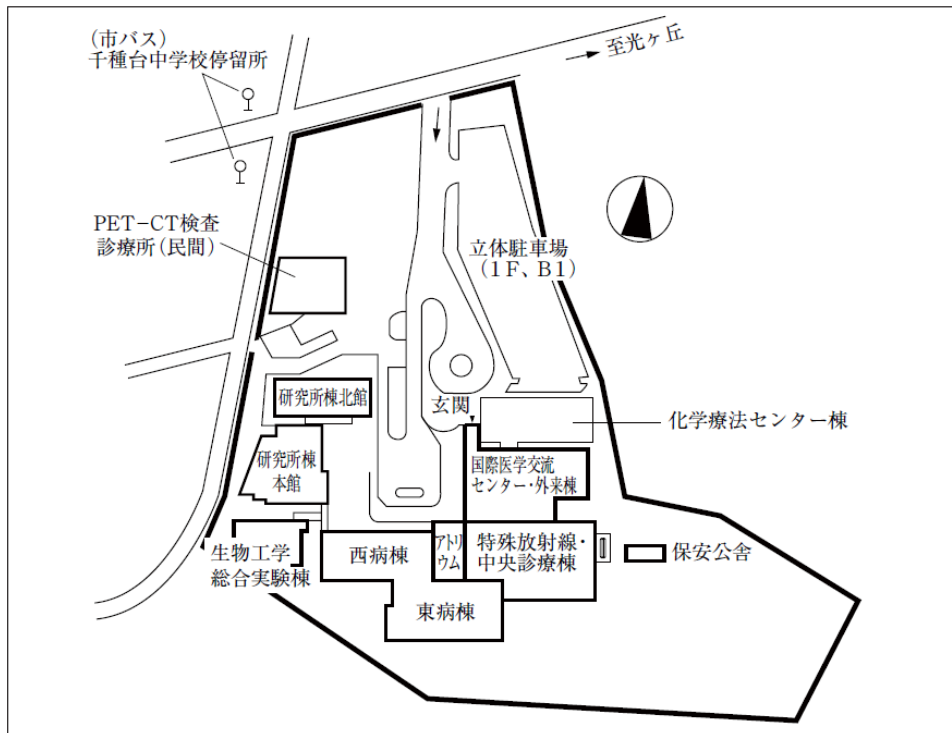 (市バス)
千種台中学校停留所
至光ヶ丘
PET−CT検査
診療所(民間)
立体駐車場
(1F、B1)
研究所棟北館
玄関
化学療法センター棟
研究所棟
本館
国際医学交流
センター・外来棟
生物工学
総合実験棟
西病棟
アトリ
ウム
特殊放射線・
中央診療棟
保安公舎
東病棟